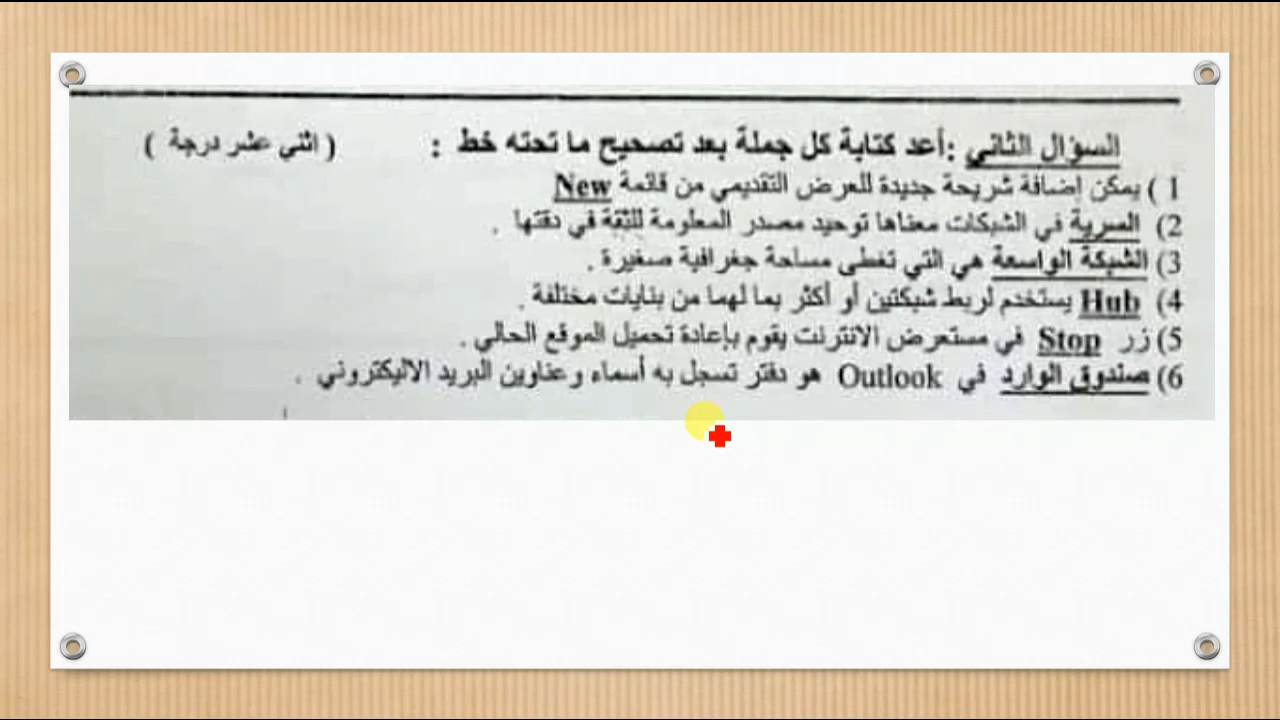 السؤال الثاني :أعد كتابة كل جملة بعد تصحيح ما تحته خط : ( اثني عشر درجة )
1 ) يمكن إضافة شريحة جديدة للعرض التقديمي من قائمة New
2) السرية في الشبكات معناها توحيد مصدر المعلومة للثقة في دقتها .
3) الشبكة الواسعة هي التي تغطى مساحة جغرافية صغيرة .
4) Hub يستخدم لربط شبكتين أو أكثر بما لهما من بنايات مختلفة .
5) زر Stop في مستعرض الانترنت يقوم بإعادة تحميل الموقع الحالي .
6) صندوق الوارد في Outlook هو دفتر تسجل به أسماء وعناوين البريد الاليكتروني .